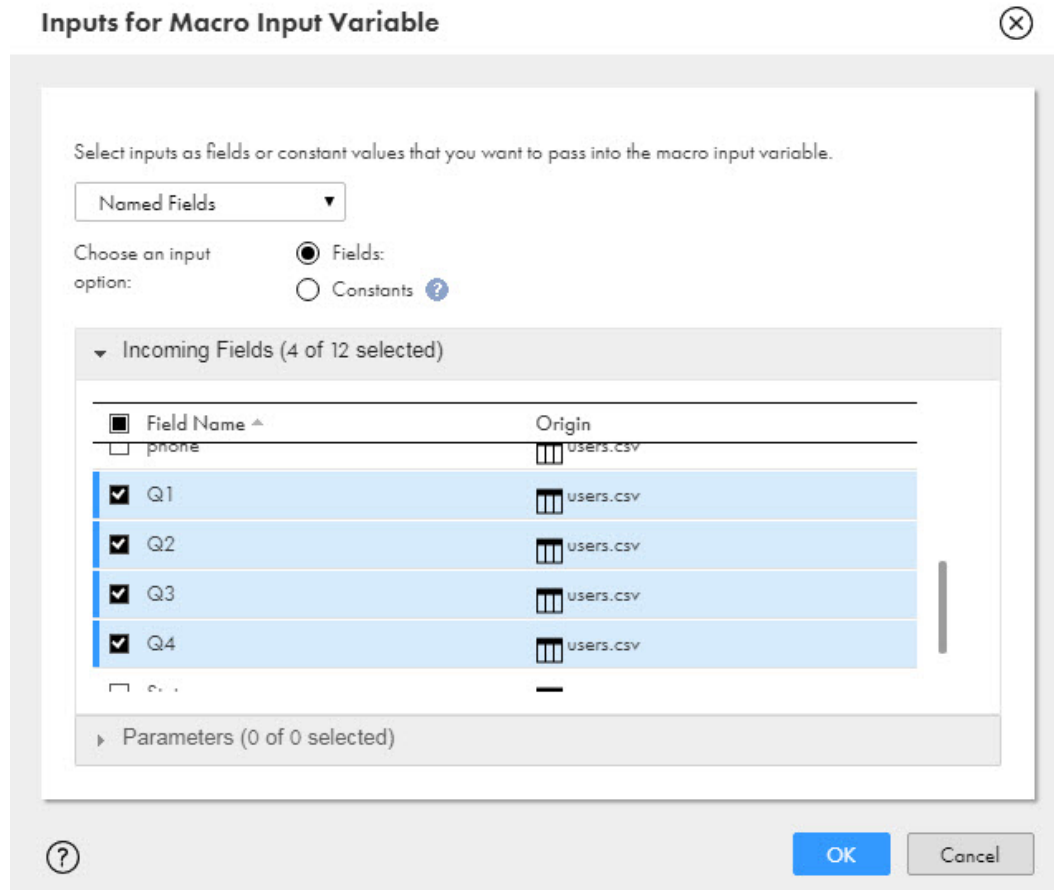 Inputs for Macro Input Variable
Select inputs as fields or constant values that you want to pass into the macro input variable.
Named Fields
Choose an input option:
Fields:
Constants ?
Incoming Fields (4 of 12 selected)
Field Name Origin
phone users.csv
Q1 users.csv
Q2 users.csv
Q3 users.csv
Q4 users.csv
Parameters (0 of 0 selected)
? OK Cancel